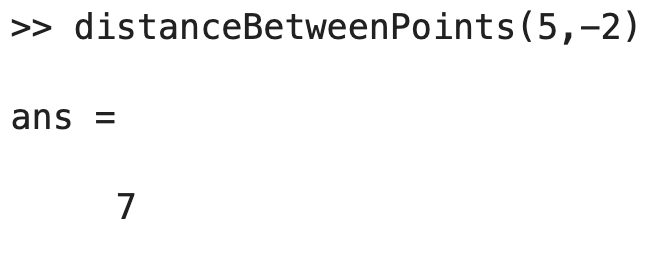 >> distanceBetweenPoints(5,-2)
ans =
7